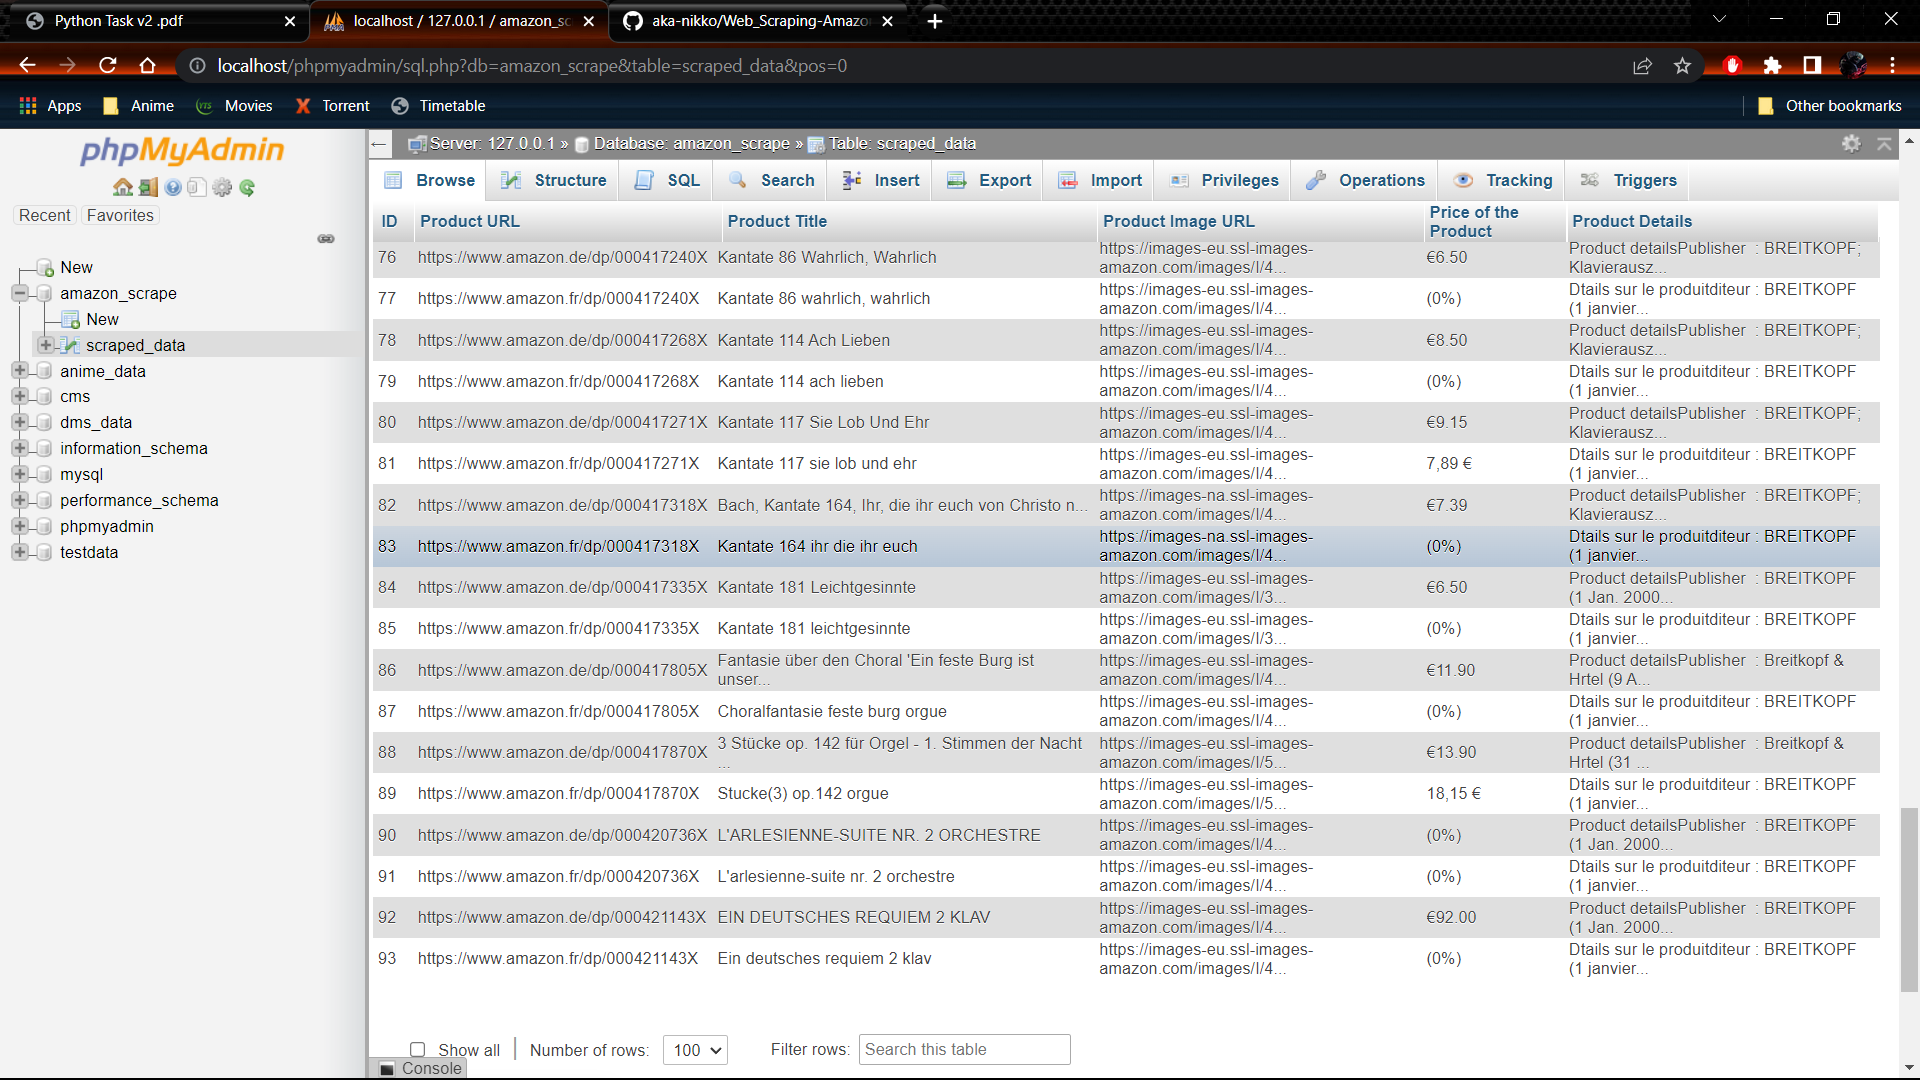 Python Task v2 .pdf
localhost / 127.0.0.1 / amazon_sc
aka-nikko/Web_Scraping-Amazo
localhost/phpmyadmin/sql.php?db=amazon_scrape&table=scraped_data&pos=0
Apps
Anime
YTS
Movies
Torrent
Timetable
Other bookmarks
phpMyAdmin
Recent
Favorites
New
amazon_scrape
New
scraped_data
anime_data
cms
dms_data
information_schema
mysql
performance_schema
phpmyadmin
testdata
Server: 127.0.0.1 » Database: amazon_scrape » Table: scraped_data
Browse Structure SQL Search Insert Export Import Privileges Operations Tracking Triggers
ID Product URL Product Title Product Image URL Price of the Product Product Details
76 https://www.amazon.de/dp/000417240X Kantate 86 Wahrlich, Wahrlich https://images-eu.ssl-images-amazon.com/images/I/4... €6.50 Product detailsPublisher : BREITKOPF; Klavierausz...
77 https://www.amazon.fr/dp/000417240X Kantate 86 wahrlich, wahrlich https://images-eu.ssl-images-amazon.com/images/I/4... (0%) Dtails sur le produitditeur : BREITKOPF (1 janvier...
78 https://www.amazon.de/dp/000417268X Kantate 114 Ach Lieben https://images-eu.ssl-images-amazon.com/images/I/4... €8.50 Product detailsPublisher : BREITKOPF; Klavierausz...
79 https://www.amazon.fr/dp/000417268X Kantate 114 ach lieben https://images-eu.ssl-images-amazon.com/images/I/4... (0%) Dtails sur le produitditeur : BREITKOPF (1 janvier...
80 https://www.amazon.de/dp/000417271X Kantate 117 Sie Lob Und Ehr https://images-eu.ssl-images-amazon.com/images/I/4... €9.15 Product detailsPublisher : BREITKOPF; Klavierausz...
81 https://www.amazon.fr/dp/000417271X Kantate 117 sie lob und ehr https://images-eu.ssl-images-amazon.com/images/I/4... 7,89 € Dtails sur le produitditeur : BREITKOPF (1 janvier...
82 https://www.amazon.de/dp/000417318X Bach, Kantate 164, Ihr, die ihr euch von Christo n... https://images-na.ssl-images-amazon.com/images/I/4... €7.39 Product detailsPublisher : BREITKOPF; Klavierausz...
83 https://www.amazon.fr/dp/000417318X Kantate 164 ihr die ihr euch https://images-na.ssl-images-amazon.com/images/I/4... (0%) Dtails sur le produitditeur : BREITKOPF (1 janvier...
84 https://www.amazon.de/dp/000417335X Kantate 181 Leichtgesinnte https://images-eu.ssl-images-amazon.com/images/I/3... €6.50 Product detailsPublisher : BREITKOPF (1 Jan. 2000...
85 https://www.amazon.fr/dp/000417335X Kantate 181 leichtgesinnte https://images-eu.ssl-images-amazon.com/images/I/3... (0%) Dtails sur le produitditeur : BREITKOPF (1 janvier...
86 https://www.amazon.de/dp/000417805X Fantasie über den Choral 'Ein feste Burg ist unser... https://images-eu.ssl-images-amazon.com/images/I/4... €11.90 Product detailsPublisher : Breitkopf & Hrtel (9 A...
87 https://www.amazon.fr/dp/000417805X Choralfantasie feste burg orgue https://images-eu.ssl-images-amazon.com/images/I/4... (0%) Dtails sur le produitditeur : BREITKOPF (1 janvier...
88 https://www.amazon.de/dp/000417870X 3 Stücke op. 142 für Orgel - 1. Stimmen der Nacht ... https://images-eu.ssl-images-amazon.com/images/I/5... €13.90 Product detailsPublisher : Breitkopf & Hrtel (31 ...
89 https://www.amazon.fr/dp/000417870X Stucke(3) op.142 orgue https://images-eu.ssl-images-amazon.com/images/I/5... 18,15 € Dtails sur le produitditeur : BREITKOPF (1 janvier...
90 https://www.amazon.de/dp/000420736X L'ARLESIENNE-SUITE NR. 2 ORCHESTRE https://images-eu.ssl-images-amazon.com/images/I/4... (0%) Product detailsPublisher : BREITKOPF (1 Jan. 2000...
91 https://www.amazon.fr/dp/000420736X L'arlesienne-suite nr. 2 orchestre https://images-eu.ssl-images-amazon.com/images/I/4... (0%) Dtails sur le produitditeur : BREITKOPF (1 janvier...
92 https://www.amazon.de/dp/000421143X EIN DEUTSCHES REQUIEM 2 KLAV https://images-eu.ssl-images-amazon.com/images/I/4... €92.00 Product detailsPublisher : BREITKOPF (1 Jan. 2000...
93 https://www.amazon.fr/dp/000421143X Ein deutsches requiem 2 klav https://images-eu.ssl-images-amazon.com/images/I/4... (0%) Dtails sur le produitditeur : BREITKOPF (1 janvier...
Show all Number of rows: 100 Filter rows: Search this table
Console